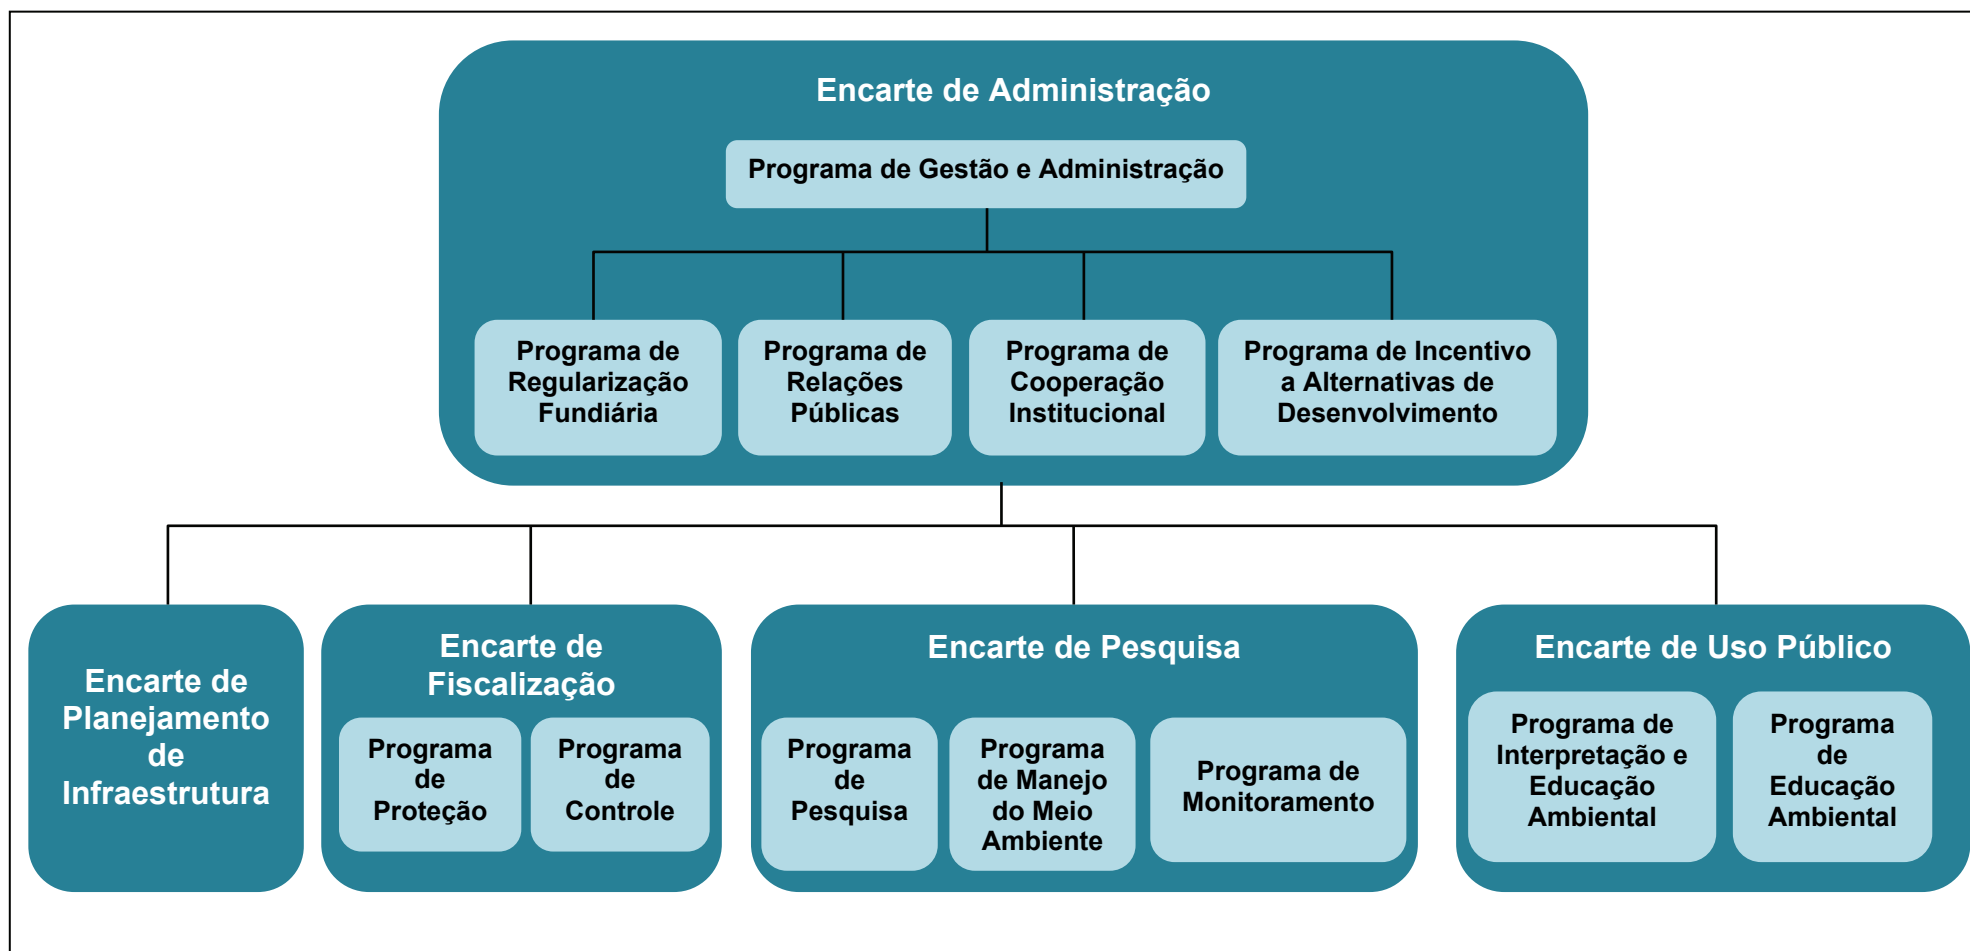 Encarte de Administração
Programa de Gestão e Administração
Programa de
Regularização
Fundiária
Programa de
Relações
Públicas
Programa de
Cooperação
Institucional
Programa de Incentivo
a Alternativas de
Desenvolvimento
Encarte de
Planejamento
de
Infraestrutura
Encarte de
Fiscalização
Programa
de
Proteção
Programa
de
Controle
Encarte de Pesquisa
Programa
de
Pesquisa
Programa
de Manejo
do Meio
Ambiente
Programa de
Monitoramento
Encarte de Uso Público
Programa de
Interpretação e
Educação
Ambiental
Programa
de
Educação
Ambiental